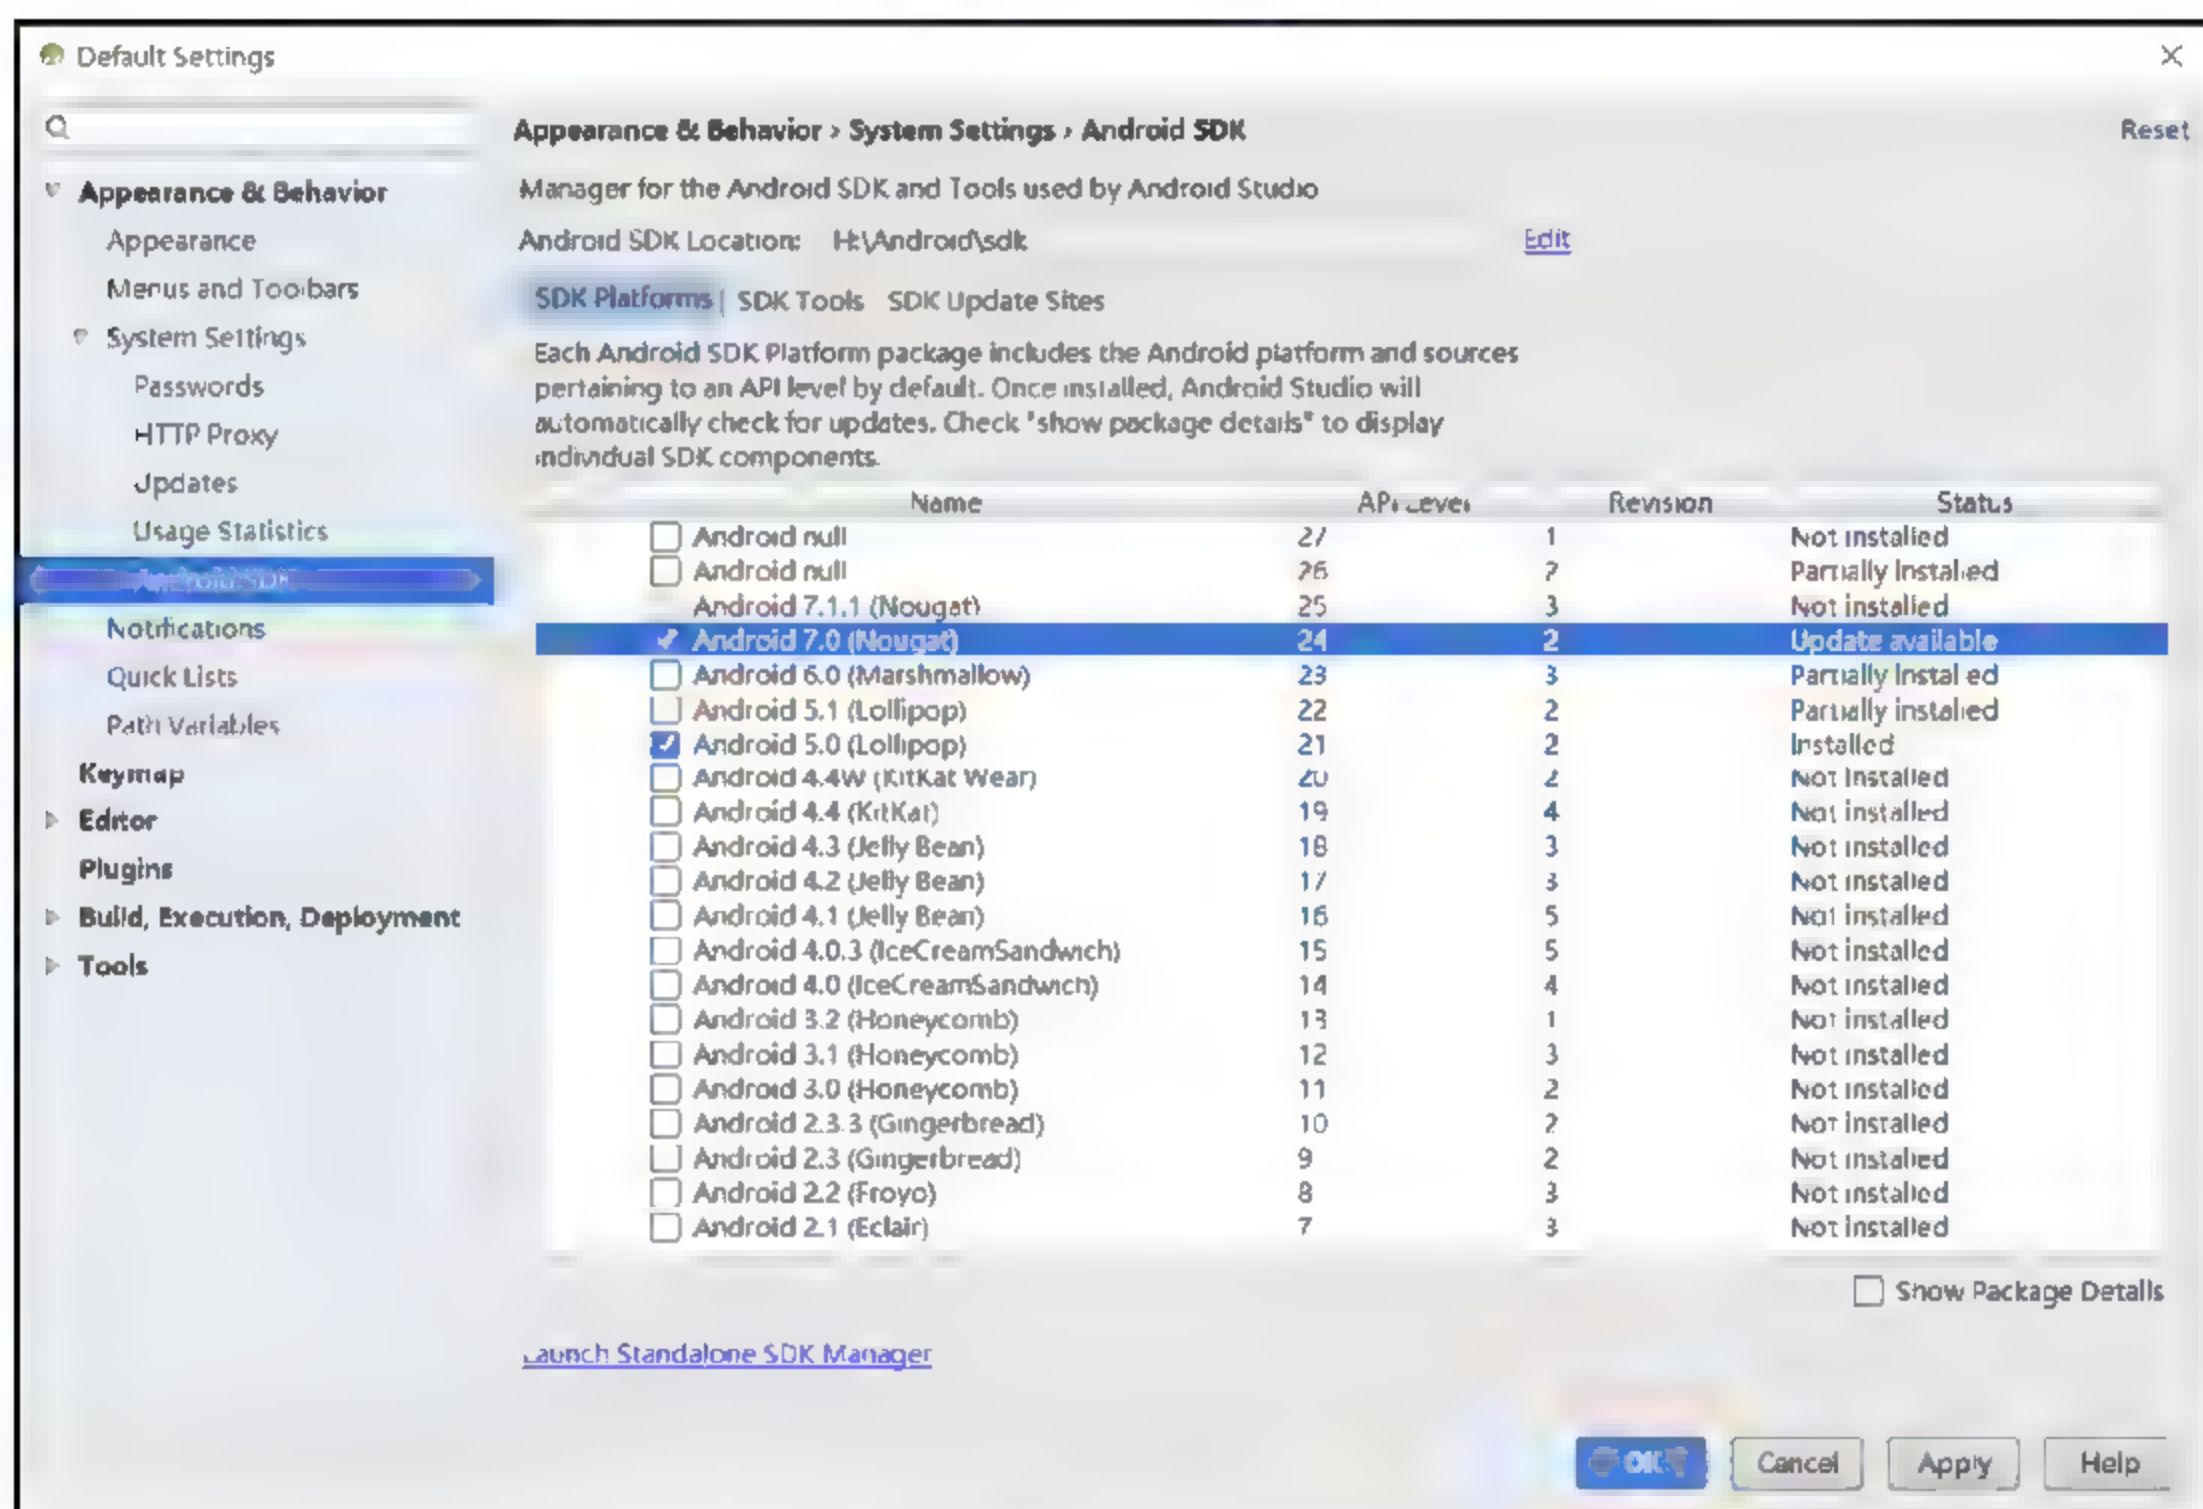 Default Settings
Reset
Appearance & Behavior › System Settings › Android SDK
Appearance & Behavior
Appearance
Menus and Toolbars
System Settings
Passwords
HTTP Proxy
Updates
Usage Statistics
Android SDK
Notifications
Quick Lists
Path Variables
Keymap
Editor
Plugins
Build, Execution, Deployment
Tools
Manager for the Android SDK and Tools used by Android Studio
Android SDK Location: H:\Android\sdk Edit
SDK Platforms SDK Tools SDK Update Sites
Each Android SDK Platform package includes the Android platform and sources
pertaining to an API level by default. Once installed, Android Studio will
automatically check for updates. Check "show package details" to display
individual SDK components.
Name API Level Revision Status
Android null 27 1 Not installed
Android null 26 2 Partially installed
Android 7.1.1 (Nougat) 25 3 Not installed
Android 7.0 (Nougat) 24 2 Update available
Android 6.0 (Marshmallow) 23 3 Partially installed
Android 5.1 (Lollipop) 22 2 Partially installed
Android 5.0 (Lollipop) 21 2 Installed
Android 4.4W (KitKat Wear) 20 2 Not installed
Android 4.4 (KitKat) 19 4 Not installed
Android 4.3 (Jelly Bean) 18 3 Not installed
Android 4.2 (Jelly Bean) 17 3 Not installed
Android 4.1 (Jelly Bean) 16 5 Not installed
Android 4.0.3 (IceCreamSandwich) 15 5 Not installed
Android 4.0 (IceCreamSandwich) 14 4 Not installed
Android 3.2 (Honeycomb) 13 1 Not installed
Android 3.1 (Honeycomb) 12 3 Not installed
Android 3.0 (Honeycomb) 11 2 Not installed
Android 2.3.3 (Gingerbread) 10 2 Not installed
Android 2.3 (Gingerbread) 9 2 Not installed
Android 2.2 (Froyo) 8 3 Not installed
Android 2.1 (Eclair) 7 3 Not installed
Show Package Details
Launch Standalone SDK Manager
OK Cancel Apply Help